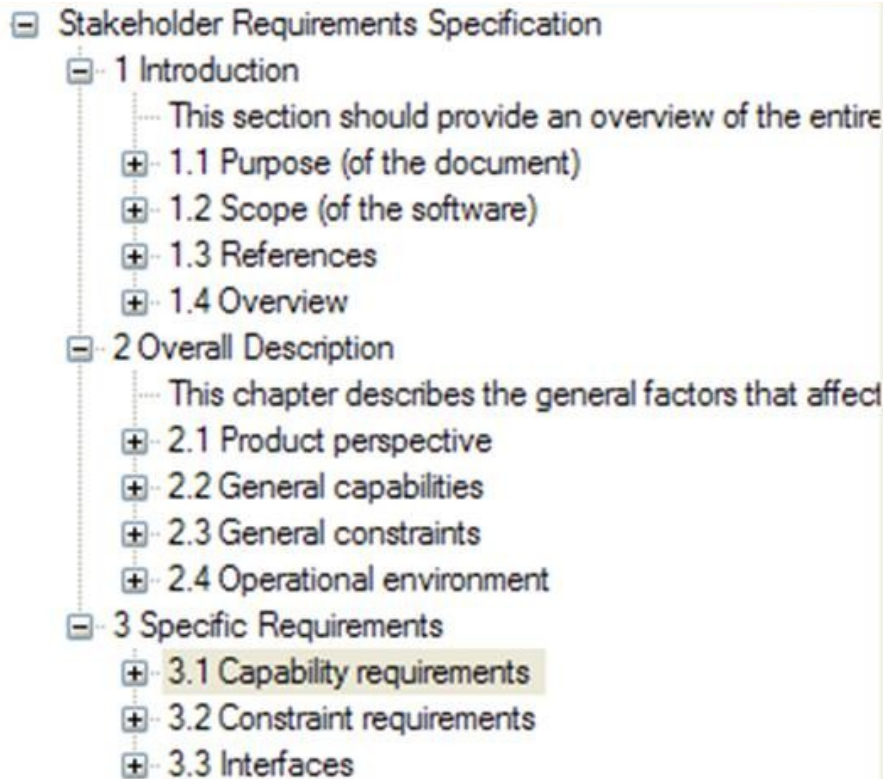 Stakeholder Requirements Specification
1 Introduction
This section should provide an overview of the entire
1.1 Purpose (of the document)
1.2 Scope (of the software)
1.3 References
1.4 Overview
2 Overall Description
This chapter describes the general factors that affect
2.1 Product perspective
2.2 General capabilities
2.3 General constraints
2.4 Operational environment
3 Specific Requirements
3.1 Capability requirements
3.2 Constraint requirements
3.3 Interfaces